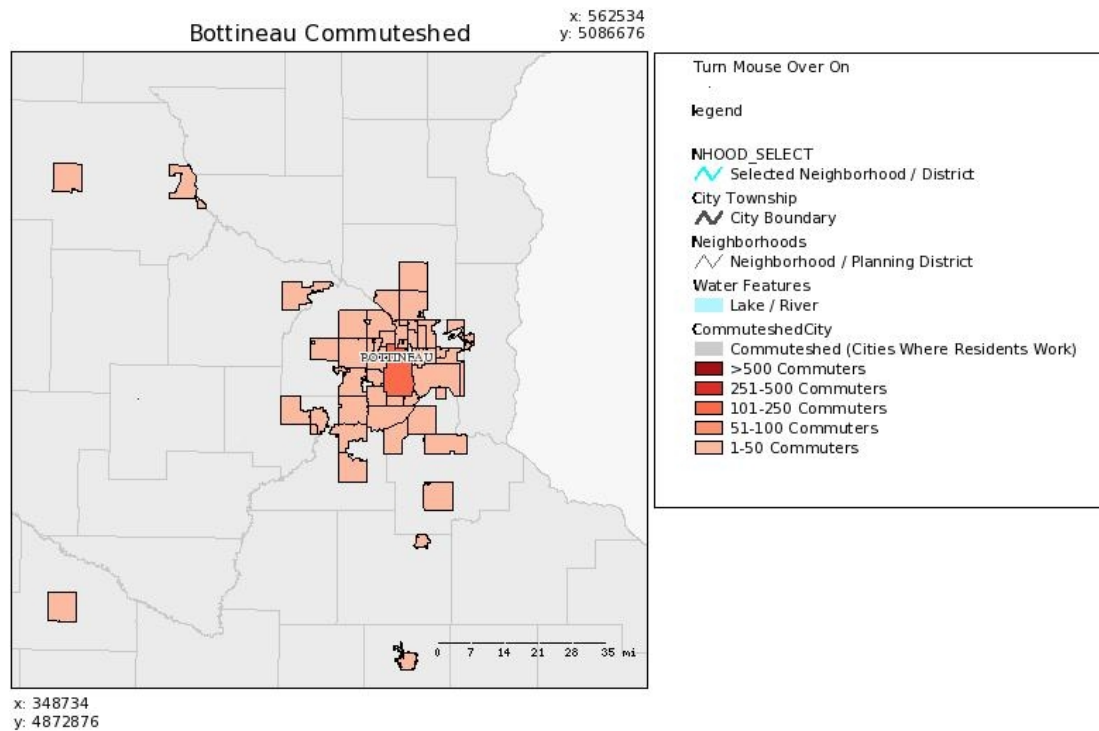 Bottineau Commuteshed
x: 562534
y: 5086676
BOTTINEAU
0 7 14 21 28 35 mi
x: 348734
y: 4872876
Turn Mouse Over On
legend
NHOOD_SELECT
Selected Neighborhood / District
City Township
City Boundary
Neighborhoods
Neighborhood / Planning District
Water Features
Lake / River
CommuteshedCity
Commuteshed (Cities Where Residents Work)
>500 Commuters
251-500 Commuters
101-250 Commuters
51-100 Commuters
1-50 Commuters